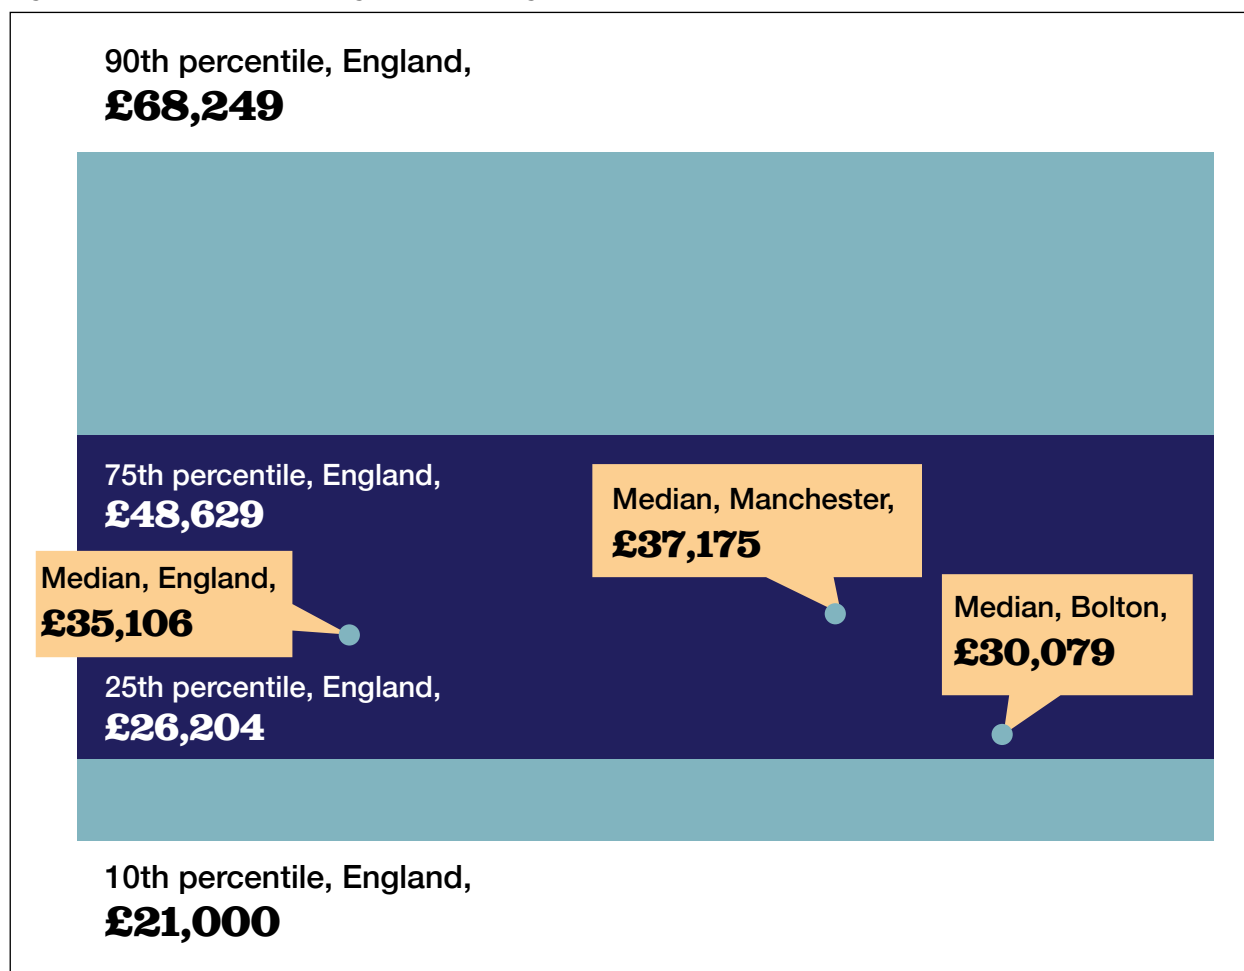 90th percentile, England,
£68,249
75th percentile, England,
£48,629
Median, Manchester,
£37,175
Median, England,
£35,106
Median, Bolton,
£30,079
25th percentile, England,
£26,204
10th percentile, England,
£21,000